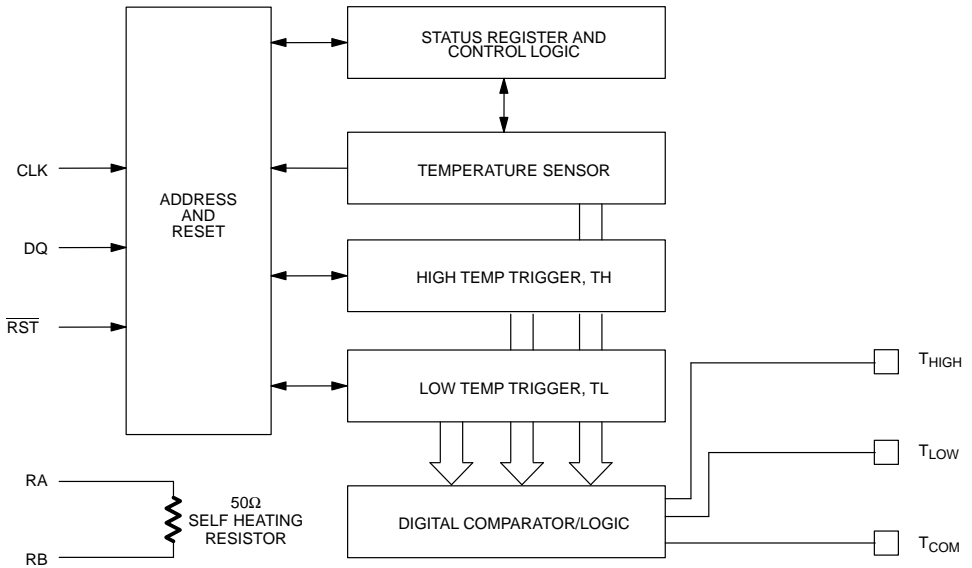 STATUS REGISTER AND
CONTROL LOGIC
CLK
TEMPERATURE SENSOR
ADDRESS
AND
RESET
DQ
HIGH TEMP TRIGGER, TH
RST
LOW TEMP TRIGGER, TL
THIGH
TLOW
RA
50Ω
SELF HEATING
RESISTOR
DIGITAL COMPARATOR/LOGIC
TCOM
RB